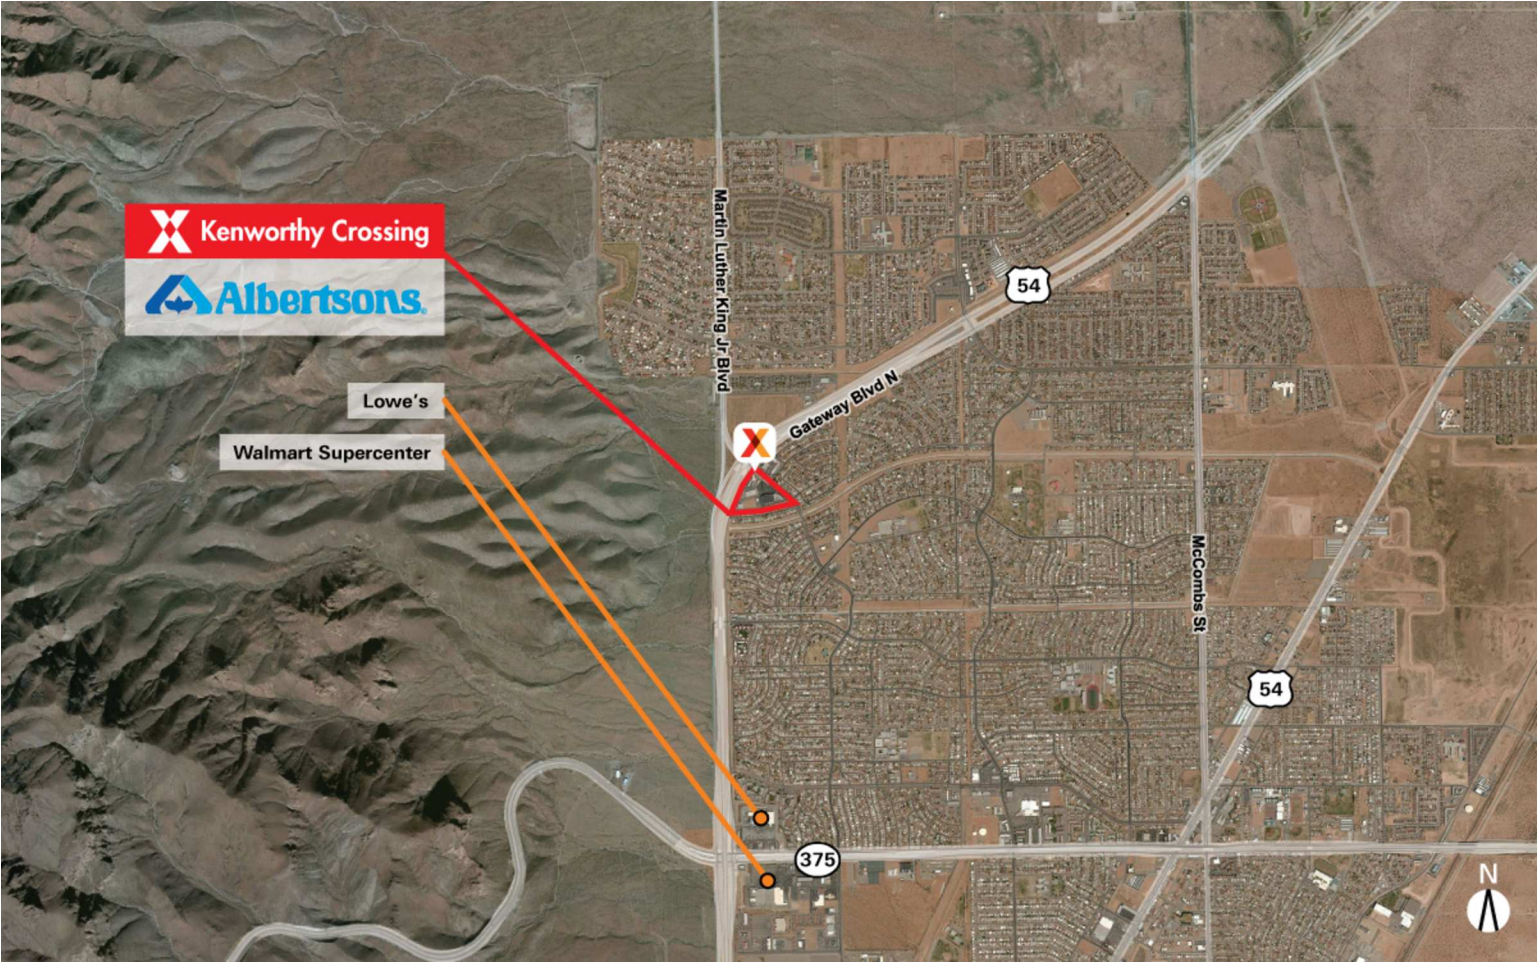 Kenworthy Crossing
Albertsons®
Lowe's
Walmart Supercenter
Martin Luther King Jr Blvd
54
Gateway Blvd N
X
McCombs St
54
375
N